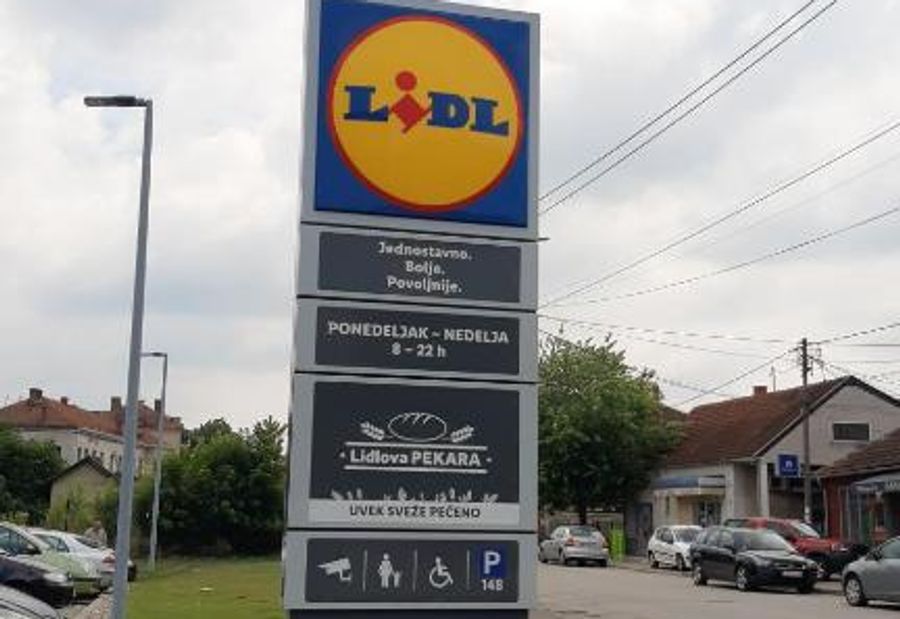 LIDL
Jednostavno.
Bolje.
Povoljnije.
PONEDELJAK – NEDELJA
8 – 22 h
• Lidlova PEKARA •
UVEK SVEŽE PEČENO
P
148